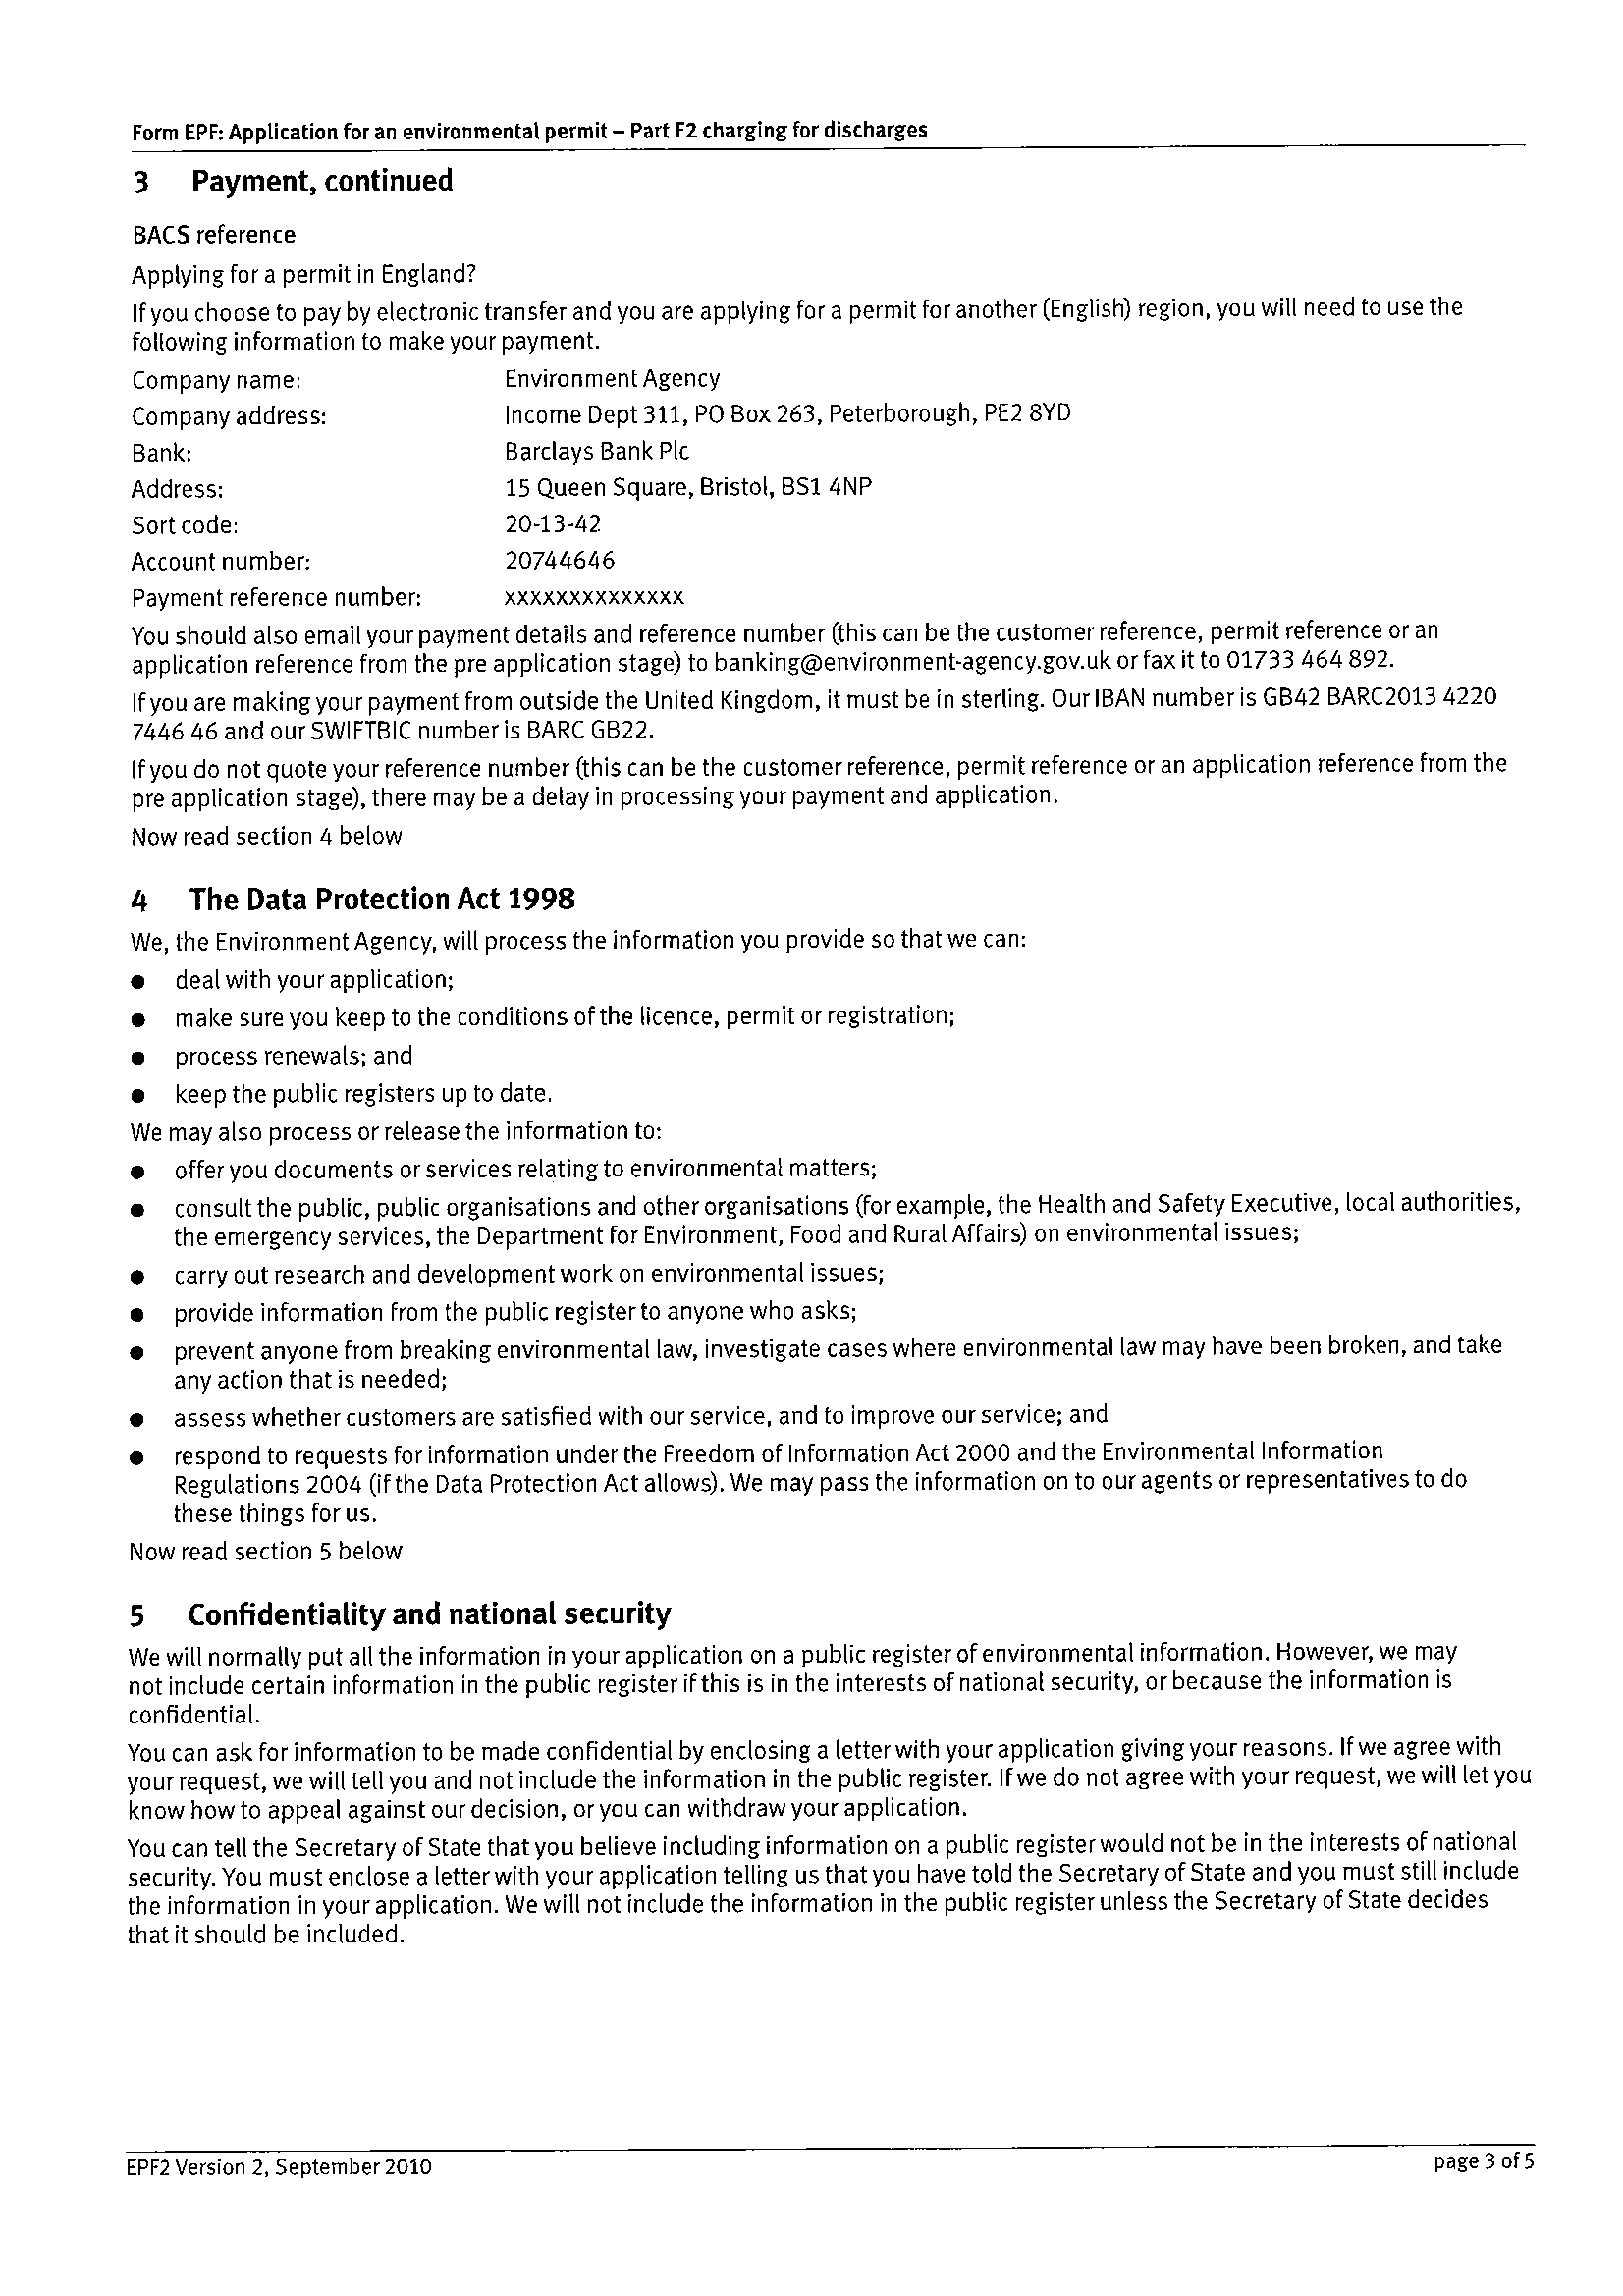 Form EPF: Application for an environmental permit – Part F2 charging for discharges
3 Payment, continued
BACS reference
Applying for a permit in England?
If you choose to pay by electronic transfer and you are applying for a permit for another (English) region, you will need to use the
following information to make your payment.
Company name: Environment Agency
Company address: Income Dept 311, PO Box 263, Peterborough, PE2 8YD
Bank: Barclays Bank Plc
Address: 15 Queen Square, Bristol, BS1 4NP
Sort code: 20-13-42
Account number: 20744646
Payment reference number: xxxxxxxxxxxxxx
You should also email your payment details and reference number (this can be the customer reference, permit reference or an
application reference from the pre application stage) to banking@environment-agency.gov.uk or fax it to 01733 464 892.
If you are making your payment from outside the United Kingdom, it must be in sterling. Our IBAN number is GB42 BARC2013 4220
7446 46 and our SWIFTBIC number is BARC GB22.
If you do not quote your reference number (this can be the customer reference, permit reference or an application reference from the
pre application stage), there may be a delay in processing your payment and application.
Now read section 4 below
4 The Data Protection Act 1998
We, the Environment Agency, will process the information you provide so that we can:
● deal with your application;
● make sure you keep to the conditions of the licence, permit or registration;
● process renewals; and
● keep the public registers up to date.
We may also process or release the information to:
● offer you documents or services relating to environmental matters;
● consult the public, public organisations and other organisations (for example, the Health and Safety Executive, local authorities,
the emergency services, the Department for Environment, Food and Rural Affairs) on environmental issues;
● carry out research and development work on environmental issues;
● provide information from the public register to anyone who asks;
● prevent anyone from breaking environmental law, investigate cases where environmental law may have been broken, and take
any action that is needed;
● assess whether customers are satisfied with our service, and to improve our service; and
● respond to requests for information under the Freedom of Information Act 2000 and the Environmental Information
Regulations 2004 (if the Data Protection Act allows). We may pass the information on to our agents or representatives to do
these things for us.
Now read section 5 below
5 Confidentiality and national security
We will normally put all the information in your application on a public register of environmental information. However, we may
not include certain information in the public register if this is in the interests of national security, or because the information is
confidential.
You can ask for information to be made confidential by enclosing a letter with your application giving your reasons. If we agree with
your request, we will tell you and not include the information in the public register. If we do not agree with your request, we will let you
know how to appeal against our decision, or you can withdraw your application.
You can tell the Secretary of State that you believe including information on a public register would not be in the interests of national
security. You must enclose a letter with your application telling us that you have told the Secretary of State and you must still include
the information in your application. We will not include the information in the public register unless the Secretary of State decides
that it should be included.
EPF2 Version 2, September 2010
page 3 of 5